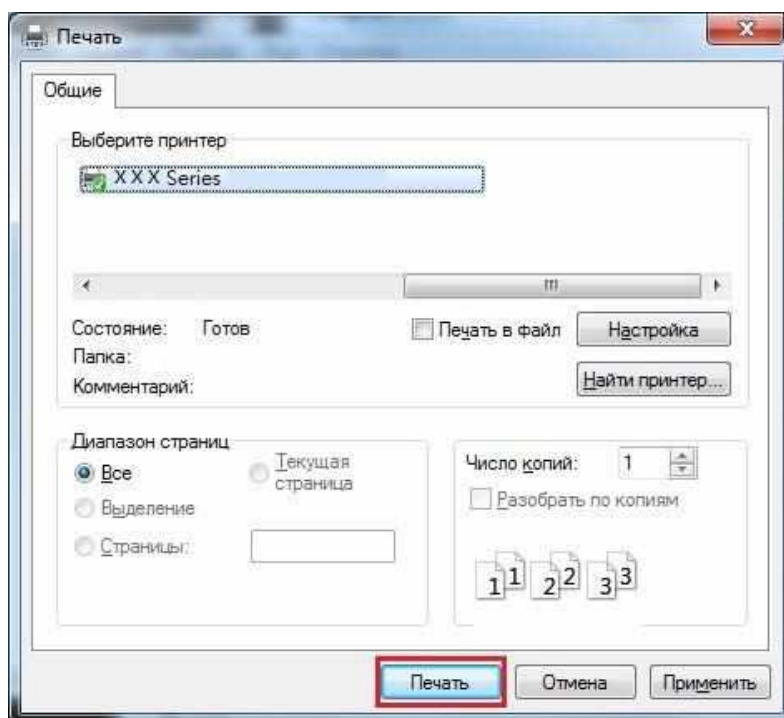 Печать
Общие
Выберите принтер
X X X Series
Состояние: Готов
Печать в файл
Настройка
Папка:
Комментарий:
Найти принтер...
Диапазон страниц
Все
Текущая
страница
Выделение
Страницы:
Число копий: 1
Разобрать по копиям
1 1 2 2 3 3
Печать
Отмена
Применить